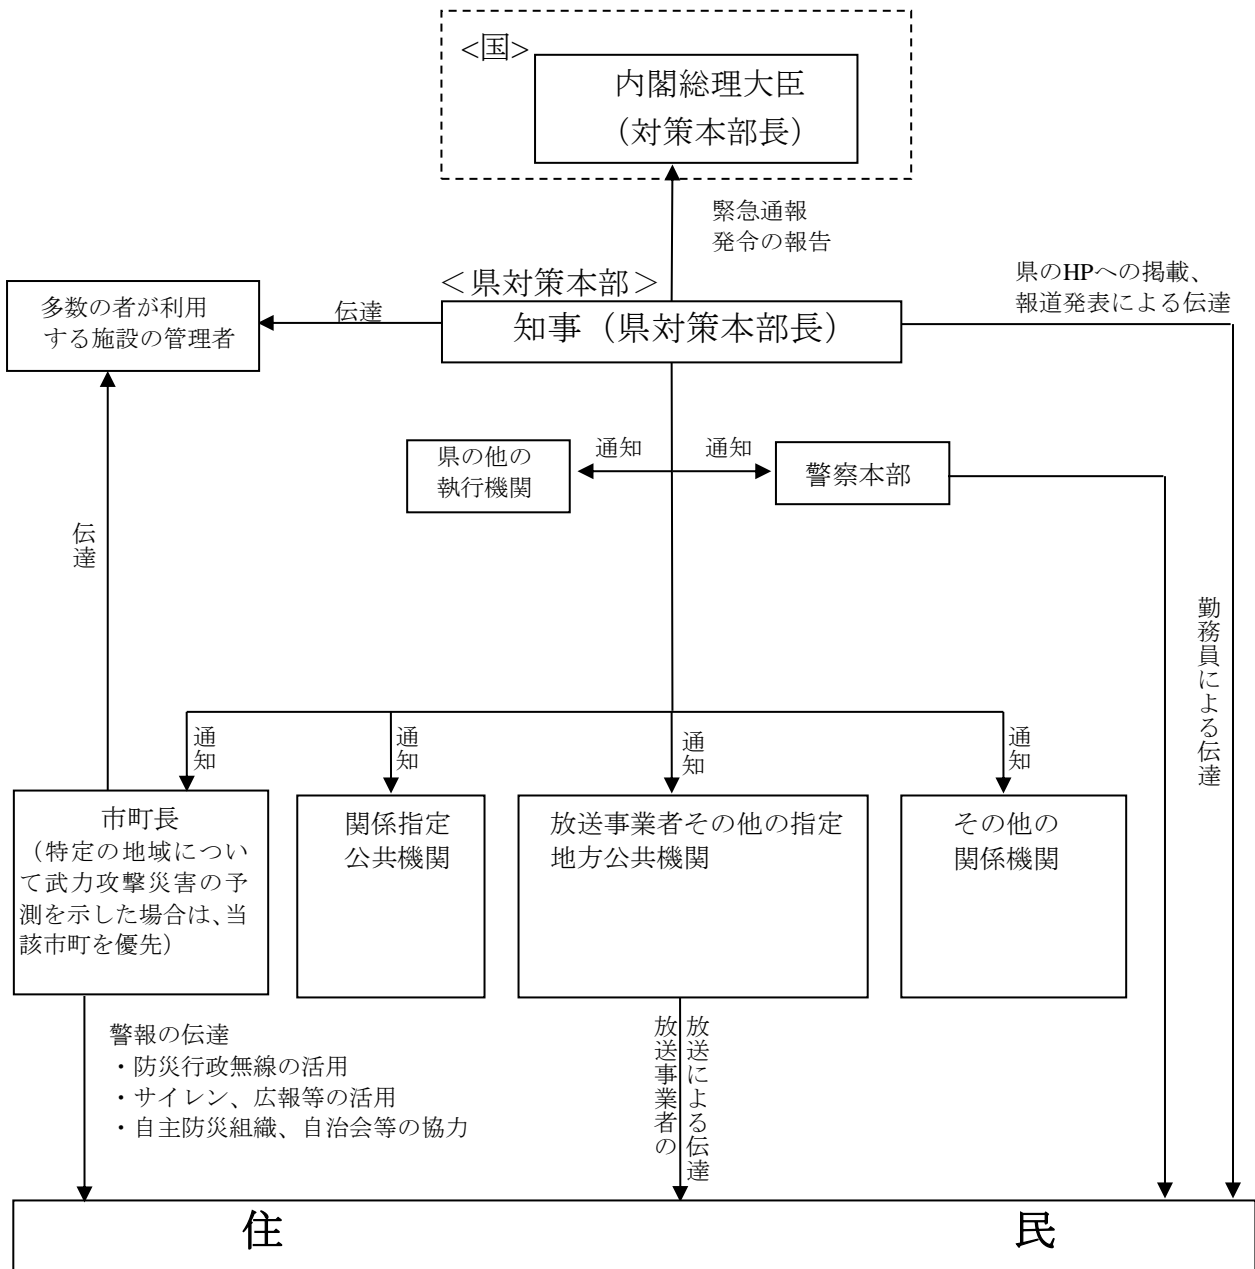 <国>
内閣総理大臣
（対策本部長）
緊急通報
発令の報告
＜県対策本部＞
県のHPへの掲載、
報道発表による伝達
多数の者が利用
する施設の管理者
伝達
知事（県対策本部長）
県の他の
執行機関
通知
通知
警察本部
伝達
勤務員による伝達
通知
通知
通知
通知
市町長
（特定の地域につい
て武力攻撃災害の予
測を示した場合は、当
該市町を優先）
関係指定
公共機関
放送事業者その他の指定
地方公共機関
その他の
関係機関
警報の伝達
・防災行政無線の活用
・サイレン、広報等の活用
・自主防災組織、自治会等の協力
放送事業者の
放送による伝達
住民